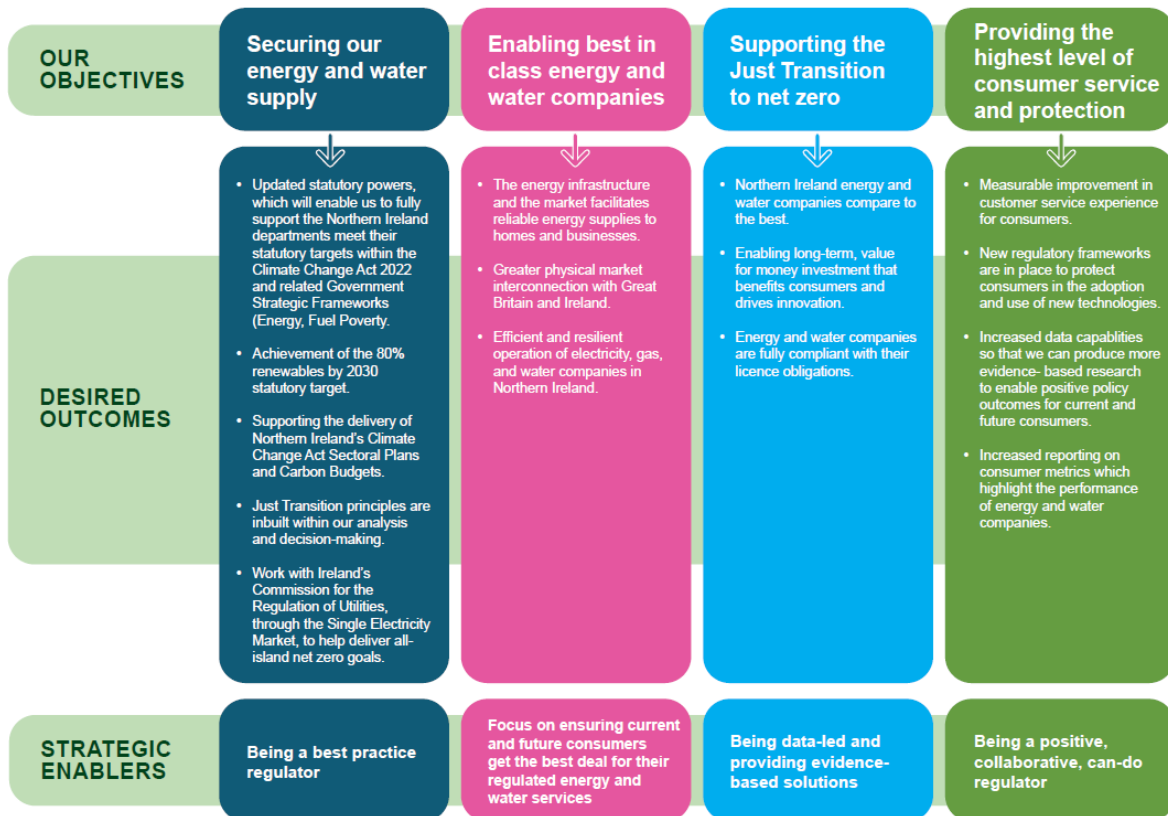 OUR
OBJECTIVES
Securing our
energy and water
supply
Enabling best in
class energy and
water companies
Supporting the
Just Transition
to net zero
Providing the
highest level of
consumer service
and protection
DESIRED
OUTCOMES
• Updated statutory powers,
which will enable us to fully
support the Northern Ireland
departments meet their
statutory targets within the
Climate Change Act 2022
and related Government
Strategic Frameworks
(Energy, Fuel Poverty.
• Achievement of the 80%
renewables by 2030
statutory target.
• Supporting the delivery of
Northern Ireland's Climate
Change Act Sectoral Plans
and Carbon Budgets.
• Just Transition principles are
inbuilt within our analysis
and decision-making.
• Work with Ireland's
Commission for the
Regulation of Utilities,
through the Single Electricity
Market, to help deliver all-
island net zero goals.
• The energy infrastructure
and the market facilitates
reliable energy supplies to
homes and businesses.
• Greater physical market
interconnection with Great
Britain and Ireland.
• Efficient and resilient
operation of electricity, gas,
and water companies in
Northern Ireland.
• Northern Ireland energy and
water companies compare to
the best.
• Enabling long-term, value
for money investment that
benefits consumers and
drives innovation.
• Energy and water companies
are fully compliant with their
licence obligations.
• Measurable improvement in
customer service experience
for consumers.
• New regulatory frameworks
are in place to protect
consumers in the adoption
and use of new technologies.
• Increased data capablities
so that we can produce more
evidence- based research
to enable positive policy
outcomes for current and
future consumers.
• Increased reporting on
consumer metrics which
highlight the performance
of energy and water
companies.
STRATEGIC
ENABLERS
Being a best practice
regulator
Focus on ensuring current
and future consumers
get the best deal for their
regulated energy and
water services
Being data-led and
providing evidence-
based solutions
Being a positive,
collaborative, can-do
regulator